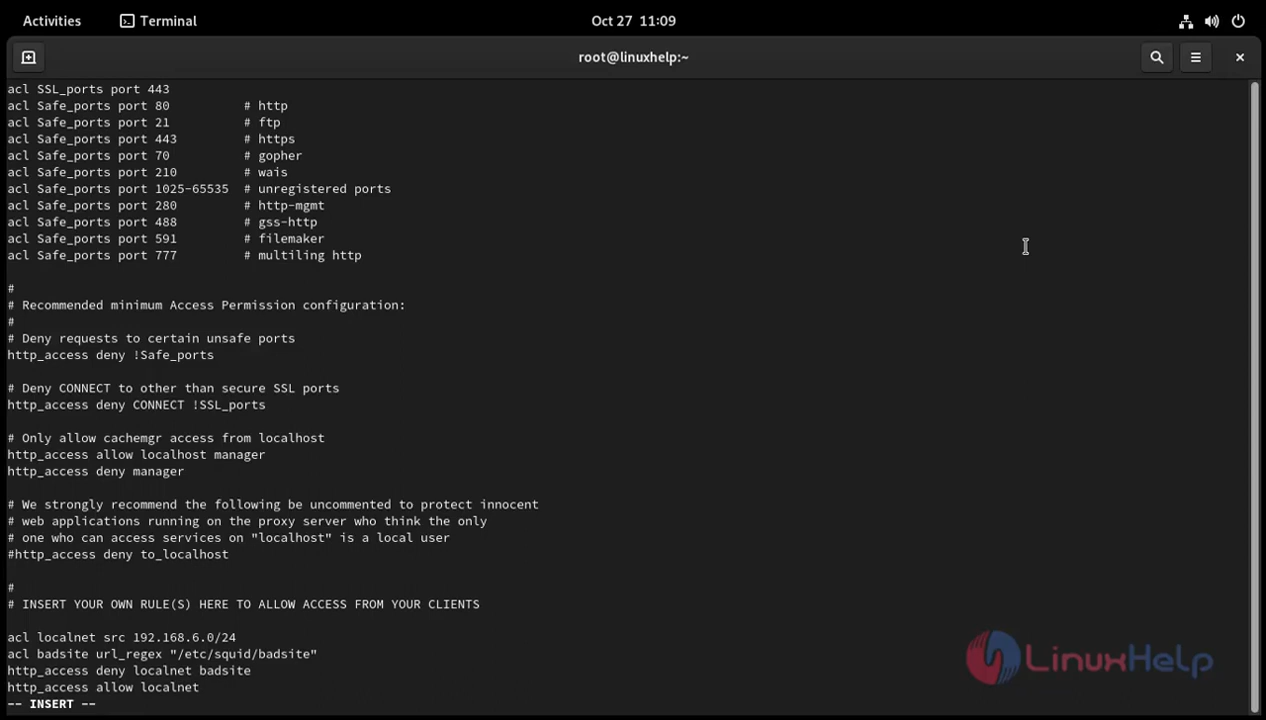 Activities Terminal Oct 27 11:09
root@linuxhelp:~
acl SSL_ports port 443
acl Safe_ports port 80          # http
acl Safe_ports port 21          # ftp
acl Safe_ports port 443         # https
acl Safe_ports port 70          # gopher
acl Safe_ports port 210         # wais
acl Safe_ports port 1025-65535  # unregistered ports
acl Safe_ports port 280         # http-mgmt
acl Safe_ports port 488         # gss-http
acl Safe_ports port 591         # filemaker
acl Safe_ports port 777         # multiling http
#
# Recommended minimum Access Permission configuration:
#
# Deny requests to certain unsafe ports
http_access deny !Safe_ports
# Deny CONNECT to other than secure SSL ports
http_access deny CONNECT !SSL_ports
# Only allow cachemgr access from localhost
http_access allow localhost manager
http_access deny manager
# We strongly recommend the following be uncommented to protect innocent
# web applications running on the proxy server who think the only
# one who can access services on "localhost" is a local user
#http_access deny to_localhost
#
# INSERT YOUR OWN RULE(S) HERE TO ALLOW ACCESS FROM YOUR CLIENTS
acl localnet src 192.168.6.0/24
acl badsite url_regex "/etc/squid/badsite"
http_access deny localnet badsite
http_access allow localnet
-- INSERT --
LinuxHelp